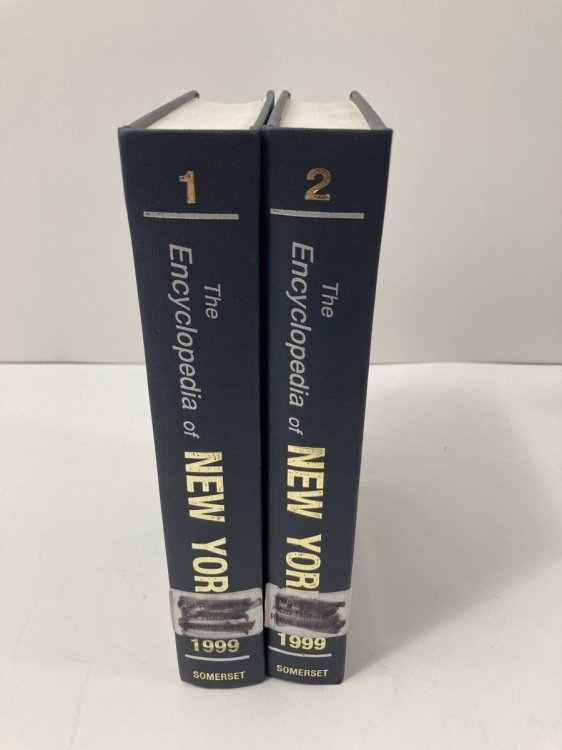 1
The
Encyclopedia of
NEW YOR
1999
SOMERSET
2
The
Encyclopedia of
NEW YOR
1999
SOMERSET